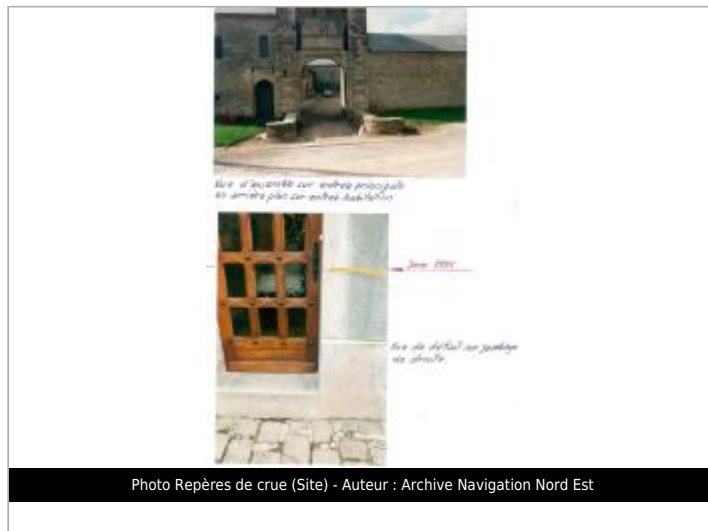 Vue d'ensemble sur entrée principale
en arrière plan sur entrée habitation
Vue de détail sur jambage
de droite.
Photo Repères de crue (Site) - Auteur : Archive Navigation Nord Est